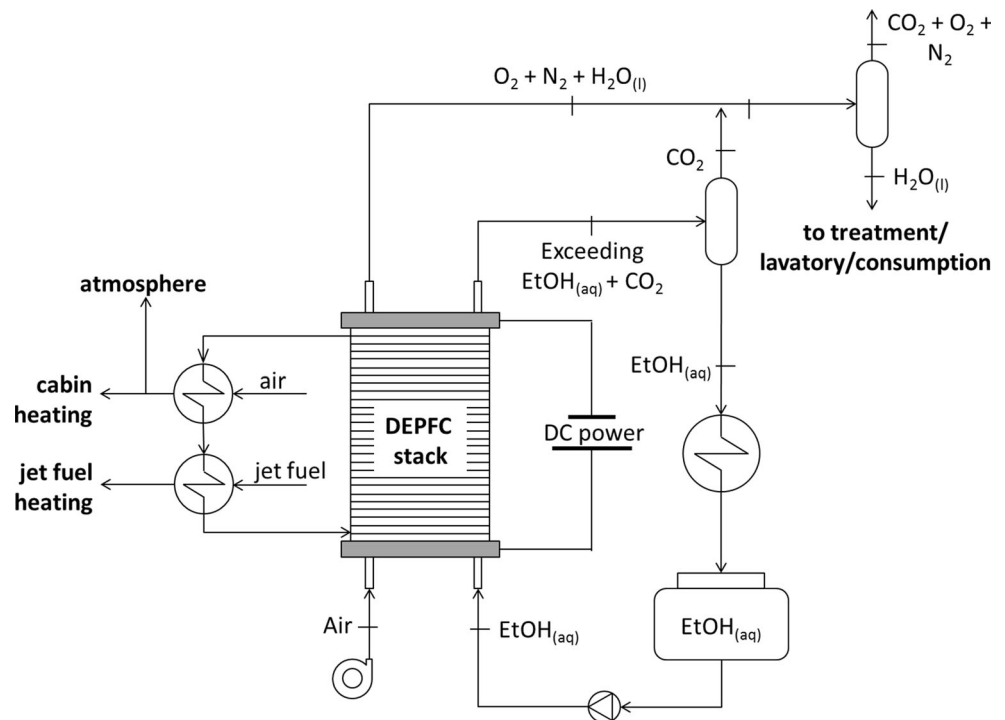 CO₂ + O₂ +
N₂
O₂ + N₂ + H₂O₍ₗ₎
CO₂
H₂O₍ₗ₎
to treatment/
lavatory/consumption
Exceeding
EtOH₍ₐq₎ + CO₂
atmosphere
EtOH₍ₐq₎
air
cabin
heating
DEPFC
stack
DC power
jet fuel
jet fuel
heating
Air
EtOH₍ₐq₎
EtOH₍ₐq₎